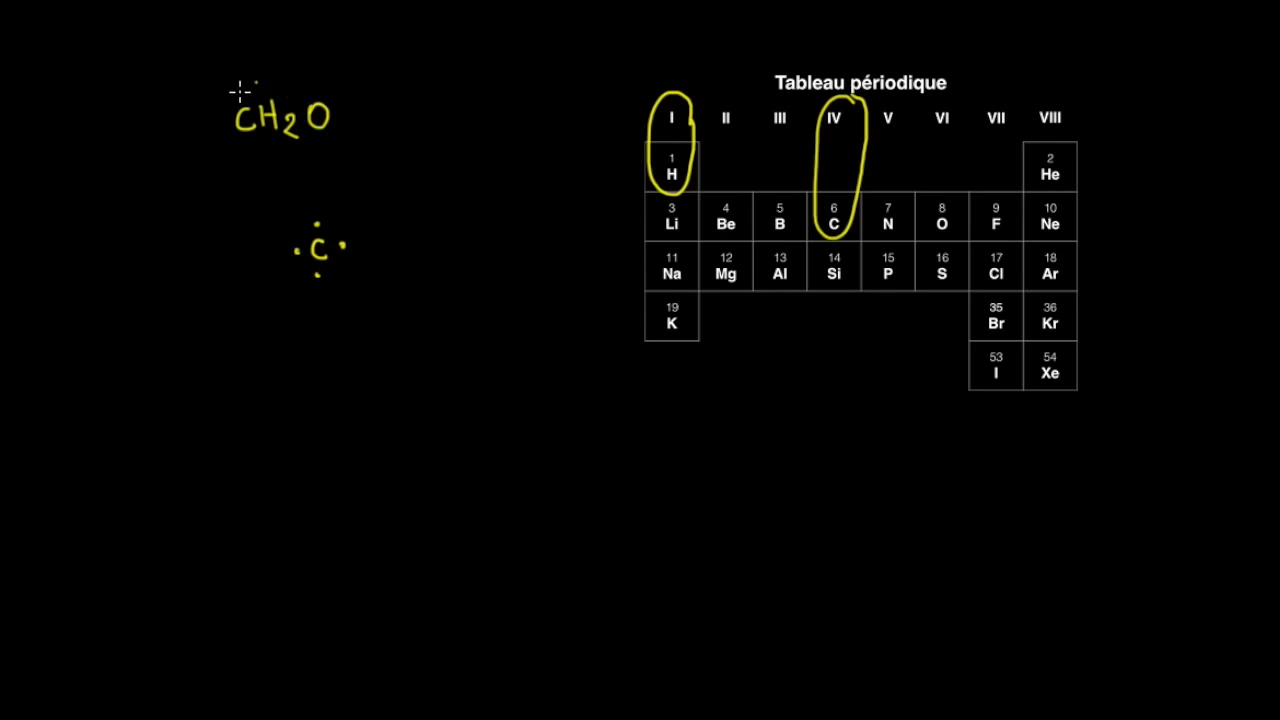 CH2O
C
Tableau périodique
I II III IV V VI VII VIII
1 2
H He
3 4 5 6 7 8 9 10
Li Be B C N O F Ne
11 12 13 14 15 16 17 18
Na Mg Al Si P S Cl Ar
19 35 36
K Br Kr
53 54
I Xe